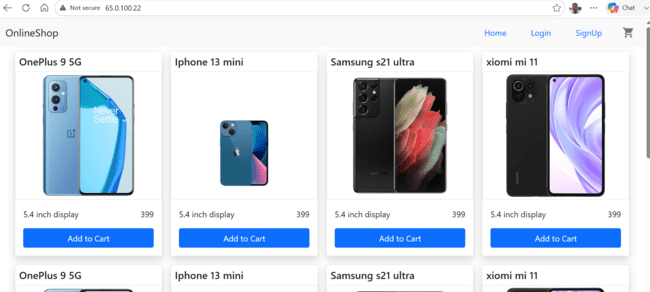 Not secure 65.0.100.22 Chat
OnlineShop Home Login SignUp
OnePlus 9 5G Iphone 13 mini Samsung s21 ultra xiomi mi 11
Never
Settle
5.4 inch display 399 5.4 inch display 399 5.4 inch display 399 5.4 inch display 399
Add to Cart Add to Cart Add to Cart Add to Cart
OnePlus 9 5G Iphone 13 mini Samsung s21 ultra xiomi mi 11